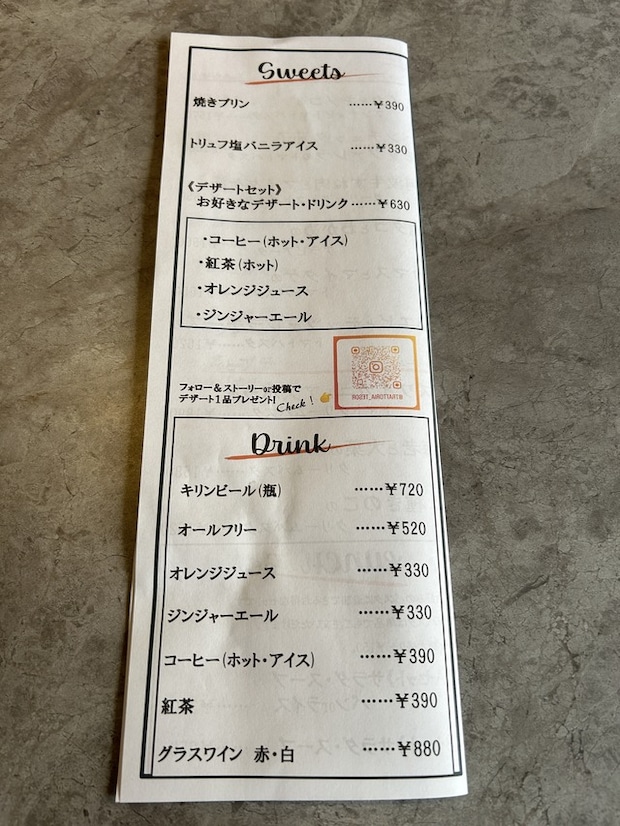 Sweets
焼きプリン ……¥390
トリュフ塩バニラアイス ……¥330
《デザートセット》
お好きなデザート・ドリンク……¥630
・コーヒー(ホット・アイス)
・紅茶(ホット)
・オレンジジュース
・ジンジャーエール
フォロー&ストーリーor投稿で
デザート1品プレゼント!
Check!
Drink
キリンビール(瓶) ……¥720
オールフリー ……¥520
オレンジジュース ……¥330
ジンジャーエール ……¥330
コーヒー(ホット・アイス) ……¥390
紅茶 ……¥390
グラスワイン 赤・白 ……¥880